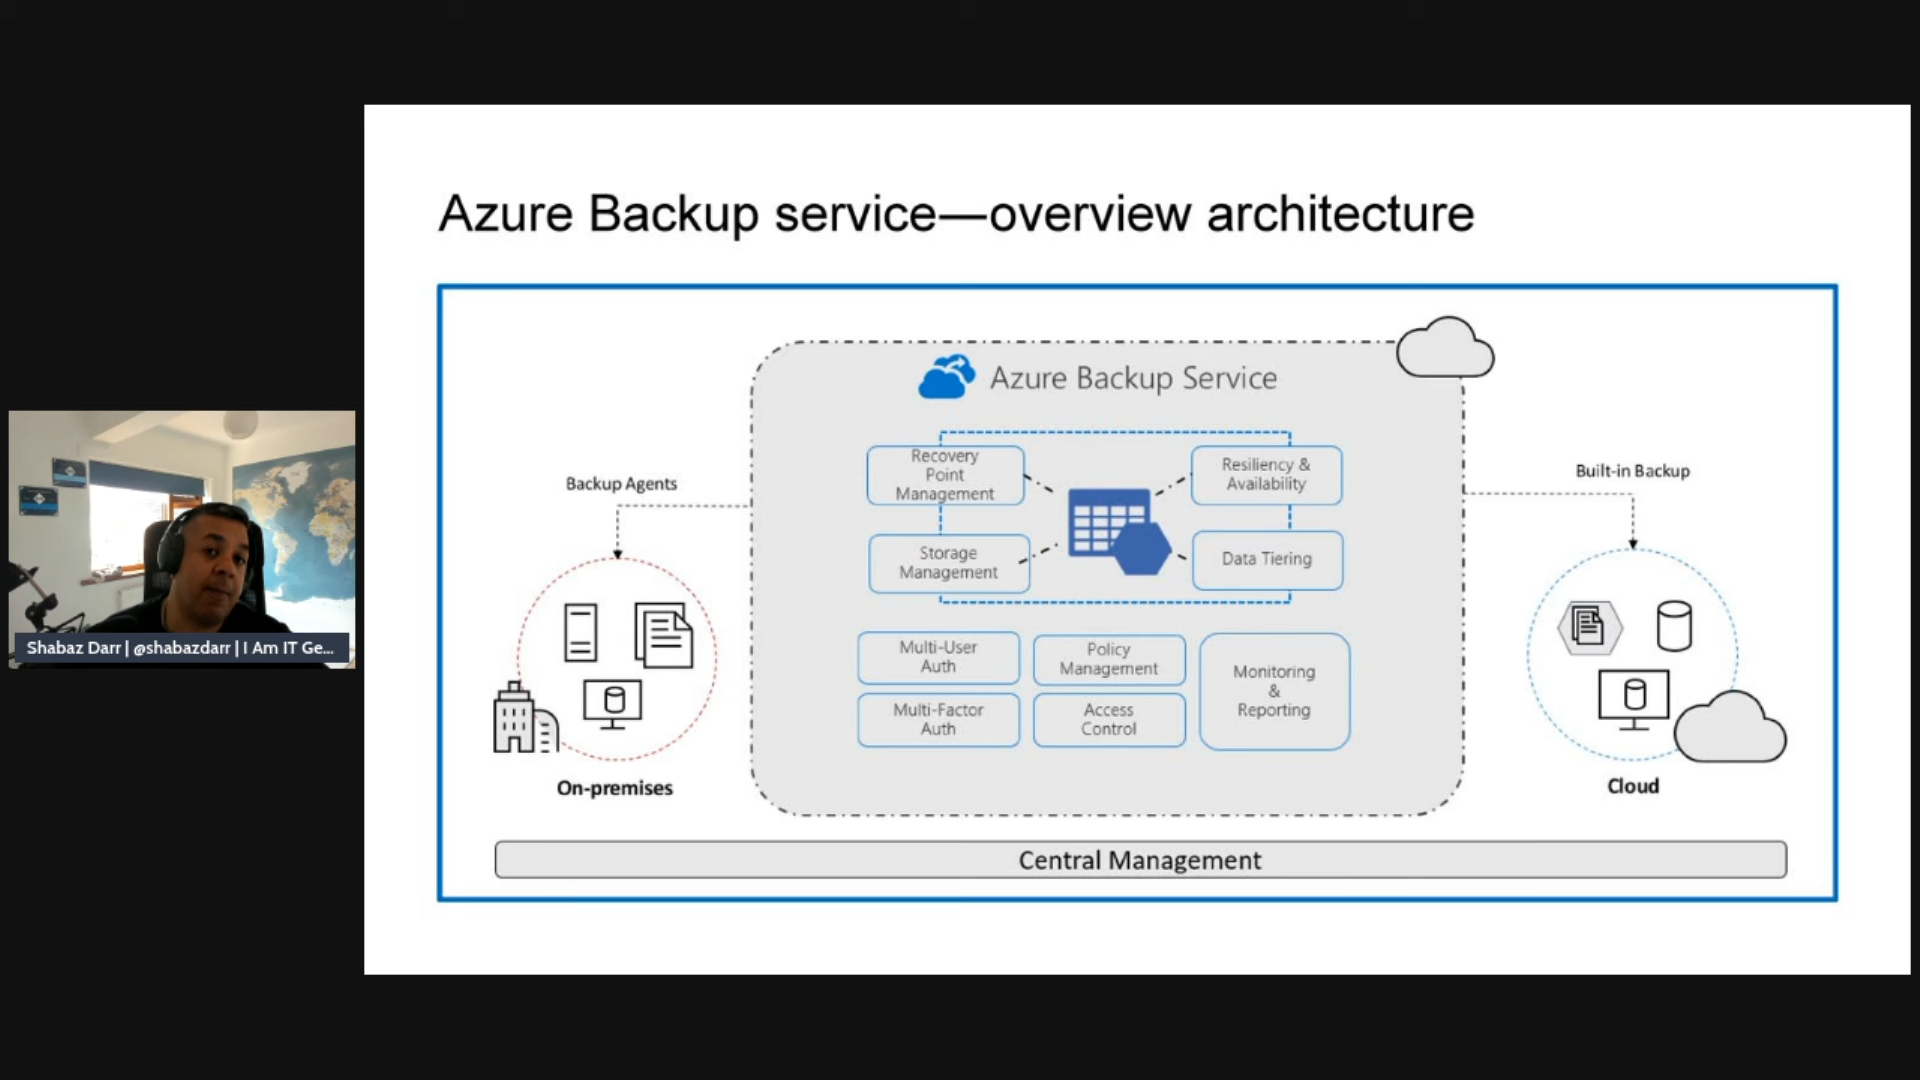 Azure Backup service—overview architecture
Azure Backup Service
Backup Agents
Built-in Backup
Recovery
Point
Management
Resiliency &
Availability
Storage
Management
Data Tiering
Multi-User
Auth
Policy
Management
Monitoring
&
Reporting
Multi-Factor
Auth
Access
Control
On-premises
Cloud
Central Management
Shabaz Darr | @shabazdarr | I Am IT Ge...